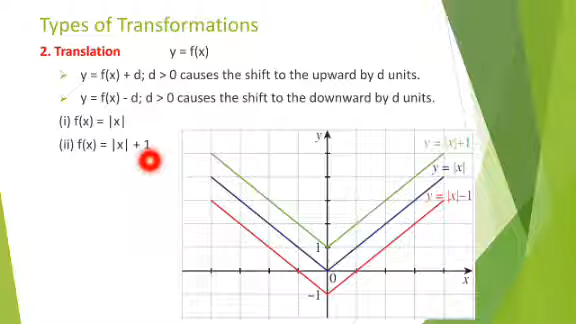 Types of Transformations
2. Translation y = f(x)
y = f(x) + d; d > 0 causes the shift to the upward by d units.
y = f(x) - d; d > 0 causes the shift to the downward by d units.
(i) f(x) = |x|
(ii) f(x) = |x| + 1
y
y = |x|+1
y = |x|
y = |x|−1
1
0
x
−1